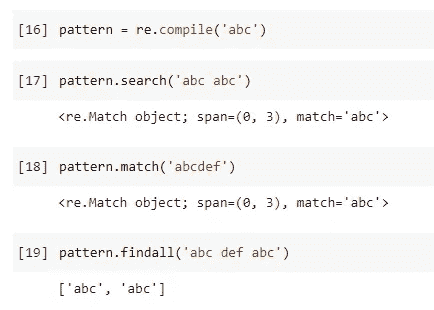 [16] pattern = re.compile('abc')
[17] pattern.search('abc abc')
<re.Match object; span=(0, 3), match='abc'>
[18] pattern.match('abcdef')
<re.Match object; span=(0, 3), match='abc'>
[19] pattern.findall('abc def abc')
['abc', 'abc']